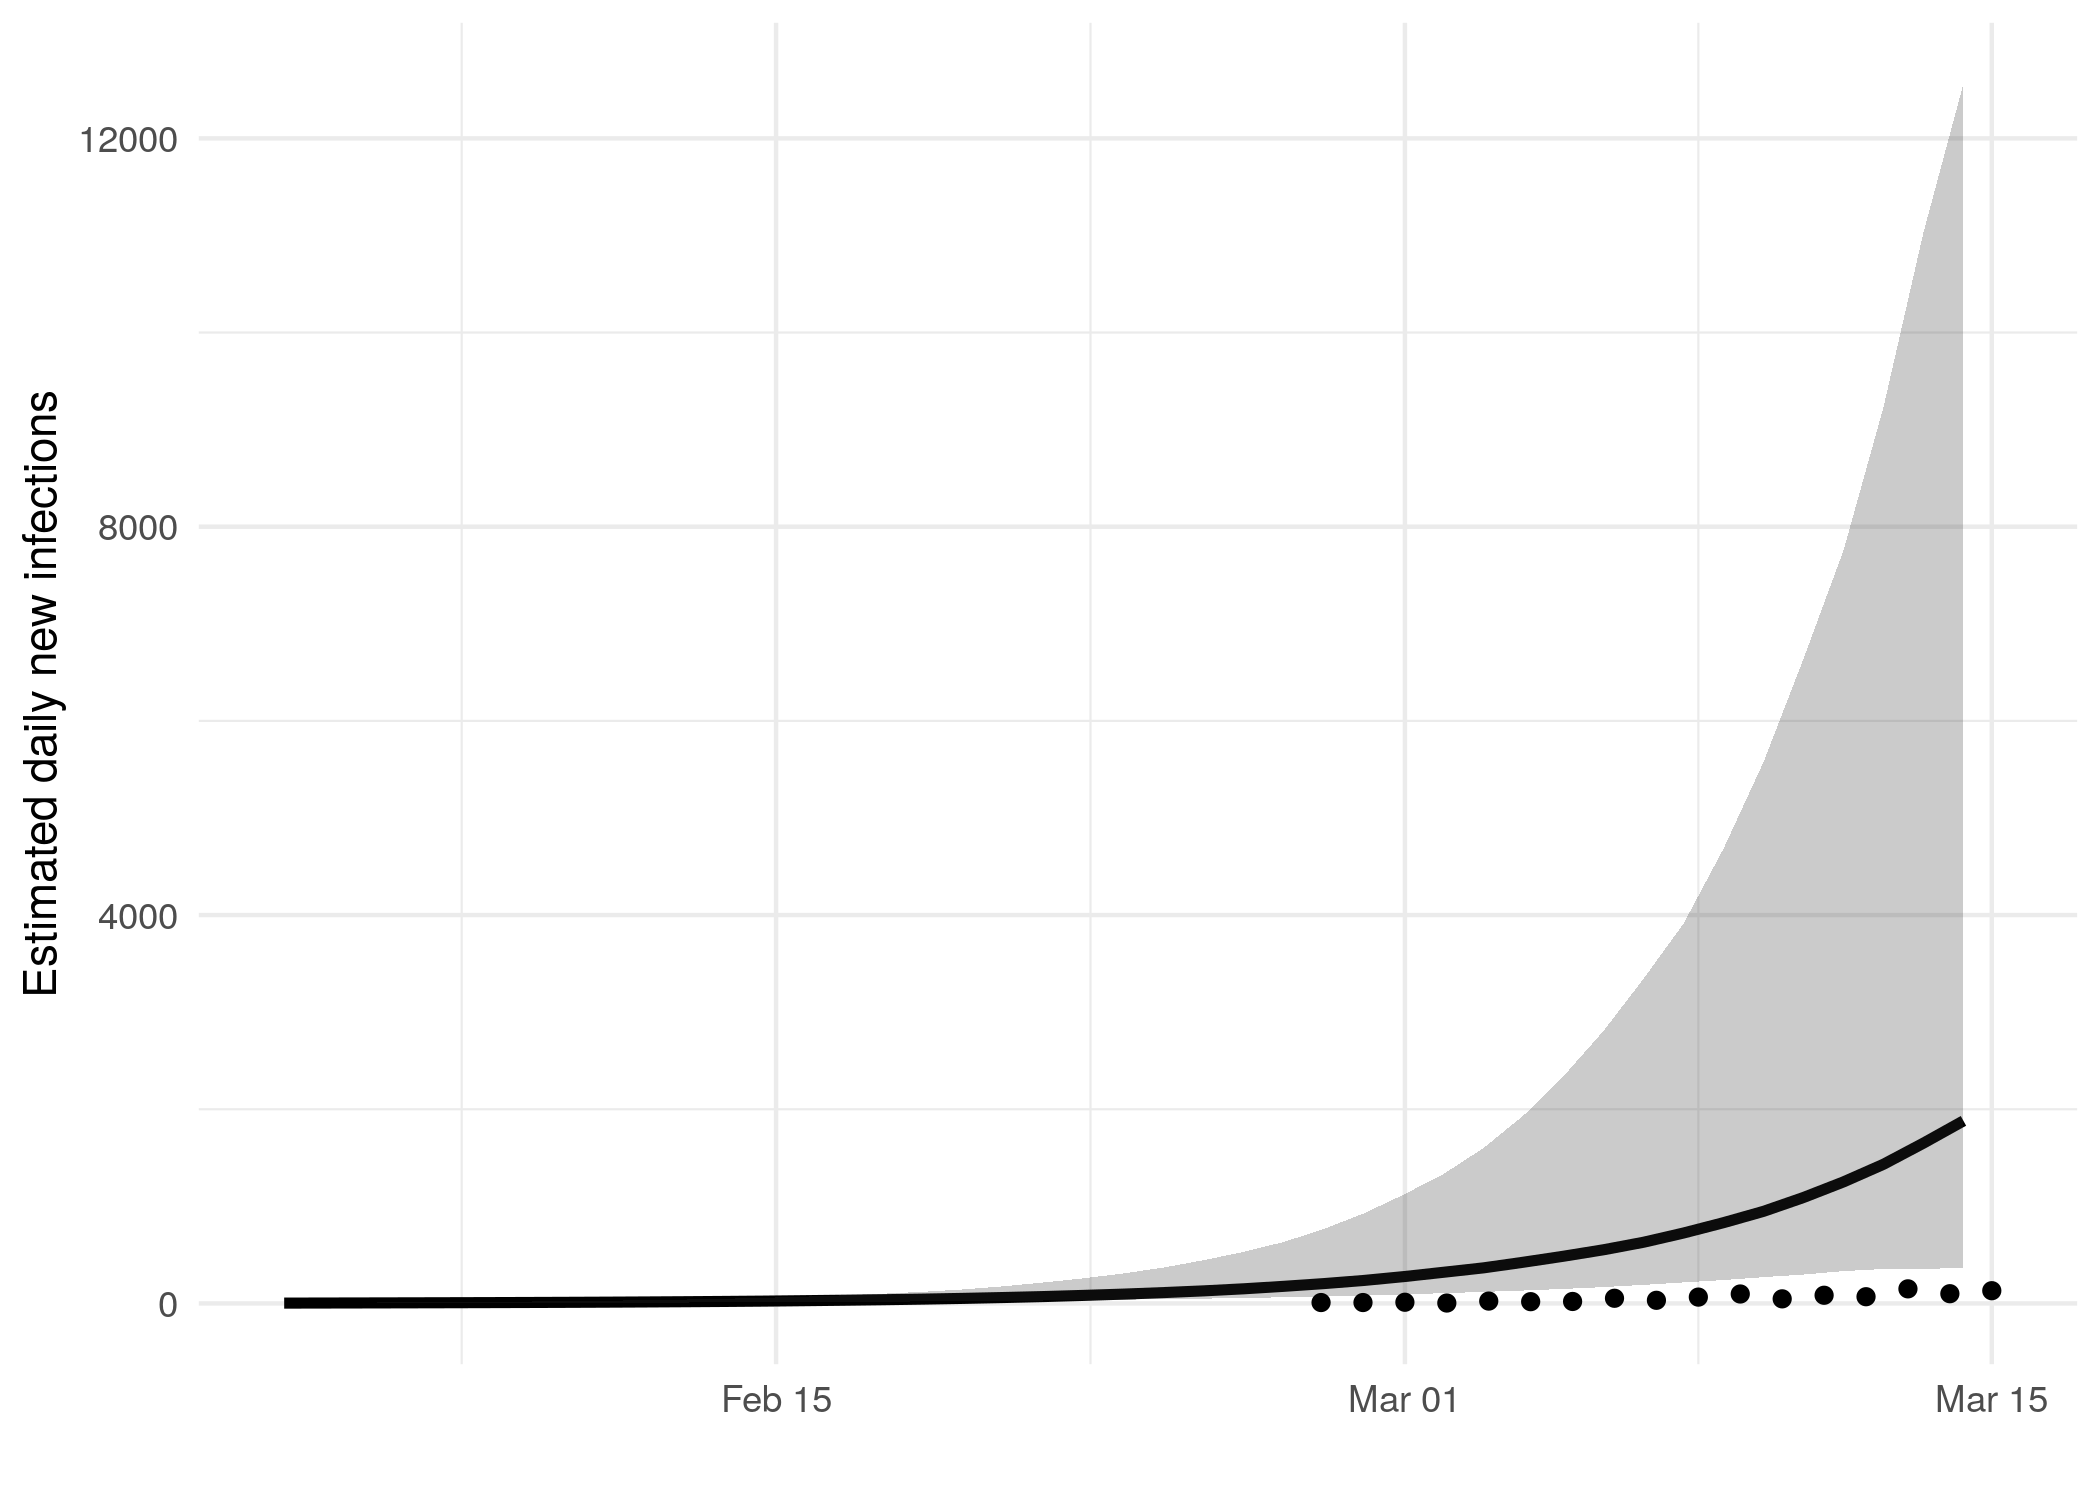 Estimated daily new infections
12000
8000
4000
0
Feb 15
Mar 01
Mar 15